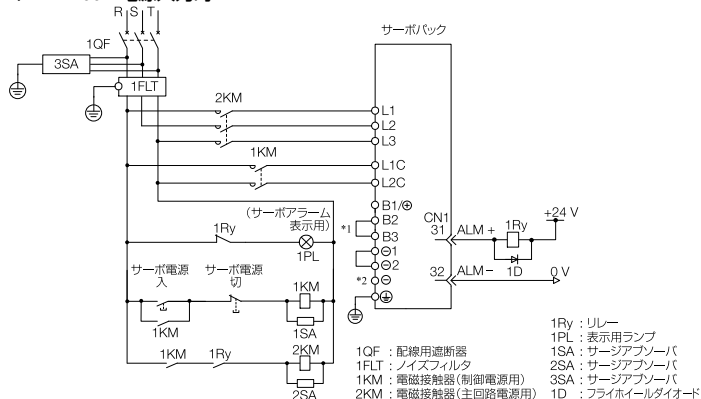 R S T
1QF
サーボパック
3SA
1FLT
2KM
L1
L2
L3
1KM
L1C
L2C
B1/⊕
(サーボアラーム
表示用)
B2
CN1
+24 V
1Ry
*1
B3
31
ALM+
1Ry
1PL
⊖1
サーボ電源
入
サーボ電源
切
⊖2
1KM
*2
⊖
32
ALM−
1D
0 V
1KM
1SA
1KM
1Ry
2KM
2SA
1QF : 配線用遮断器
1FLT : ノイズフィルタ
1KM : 電磁接触器(制御電源用)
2KM : 電磁接触器(主回路電源用)
1Ry : リレー
1PL : 表示用ランプ
1SA : サージアブソーバ
2SA : サージアブソーバ
3SA : サージアブソーバ
1D : フライホイールダイオード